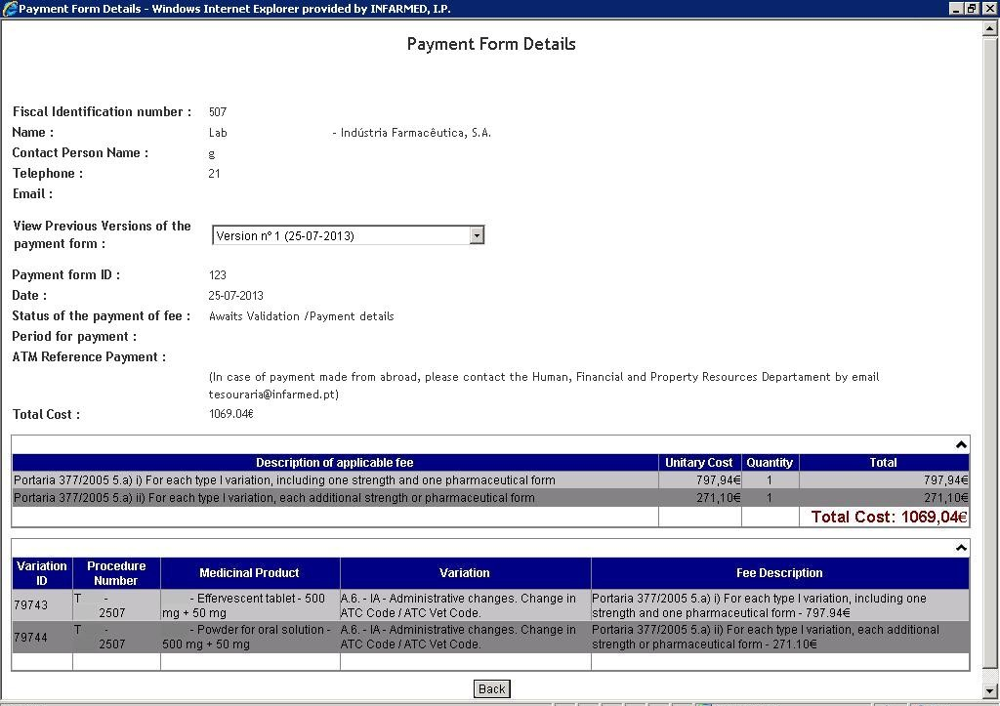 Payment Form Details - Windows Internet Explorer provided by INFARMED, I.P.
Payment Form Details
Fiscal Identification number : 507
Name : Lab - Indústria Farmacêutica, S.A.
Contact Person Name : g
Telephone : 21
Email :
View Previous Versions of the
payment form :
Version nº 1 (25-07-2013)
Payment form ID : 123
Date : 25-07-2013
Status of the payment of fee : Awaits Validation /Payment details
Period for payment :
ATM Reference Payment :
(In case of payment made from abroad, please contact the Human, Financial and Property Resources Departament by email
tesouraria@infarmed.pt)
Total Cost : 1069.04€
Description of applicable fee Unitary Cost Quantity Total
Portaria 377/2005 5.a) i) For each type I variation, including one strength and one pharmaceutical form 797,94€ 1 797,94€
Portaria 377/2005 5.a) ii) For each type I variation, each additional strength or pharmaceutical form 271,10€ 1 271,10€
Total Cost: 1069,04€
Variation
ID
Procedure
Number
Medicinal Product
Variation
Fee Description
79743
T -
2507
- Effervescent tablet - 500
mg + 50 mg
A.6. - IA - Administrative changes. Change in
ATC Code / ATC Vet Code.
Portaria 377/2005 5.a) i) For each type I variation, including one
strength and one pharmaceutical form - 797.94€
79744
T -
2507
- Powder for oral solution -
500 mg + 50 mg
A.6. - IA - Administrative changes. Change in
ATC Code / ATC Vet Code.
Portaria 377/2005 5.a) ii) For each type I variation, each additional
strength or pharmaceutical form - 271.10€
Back